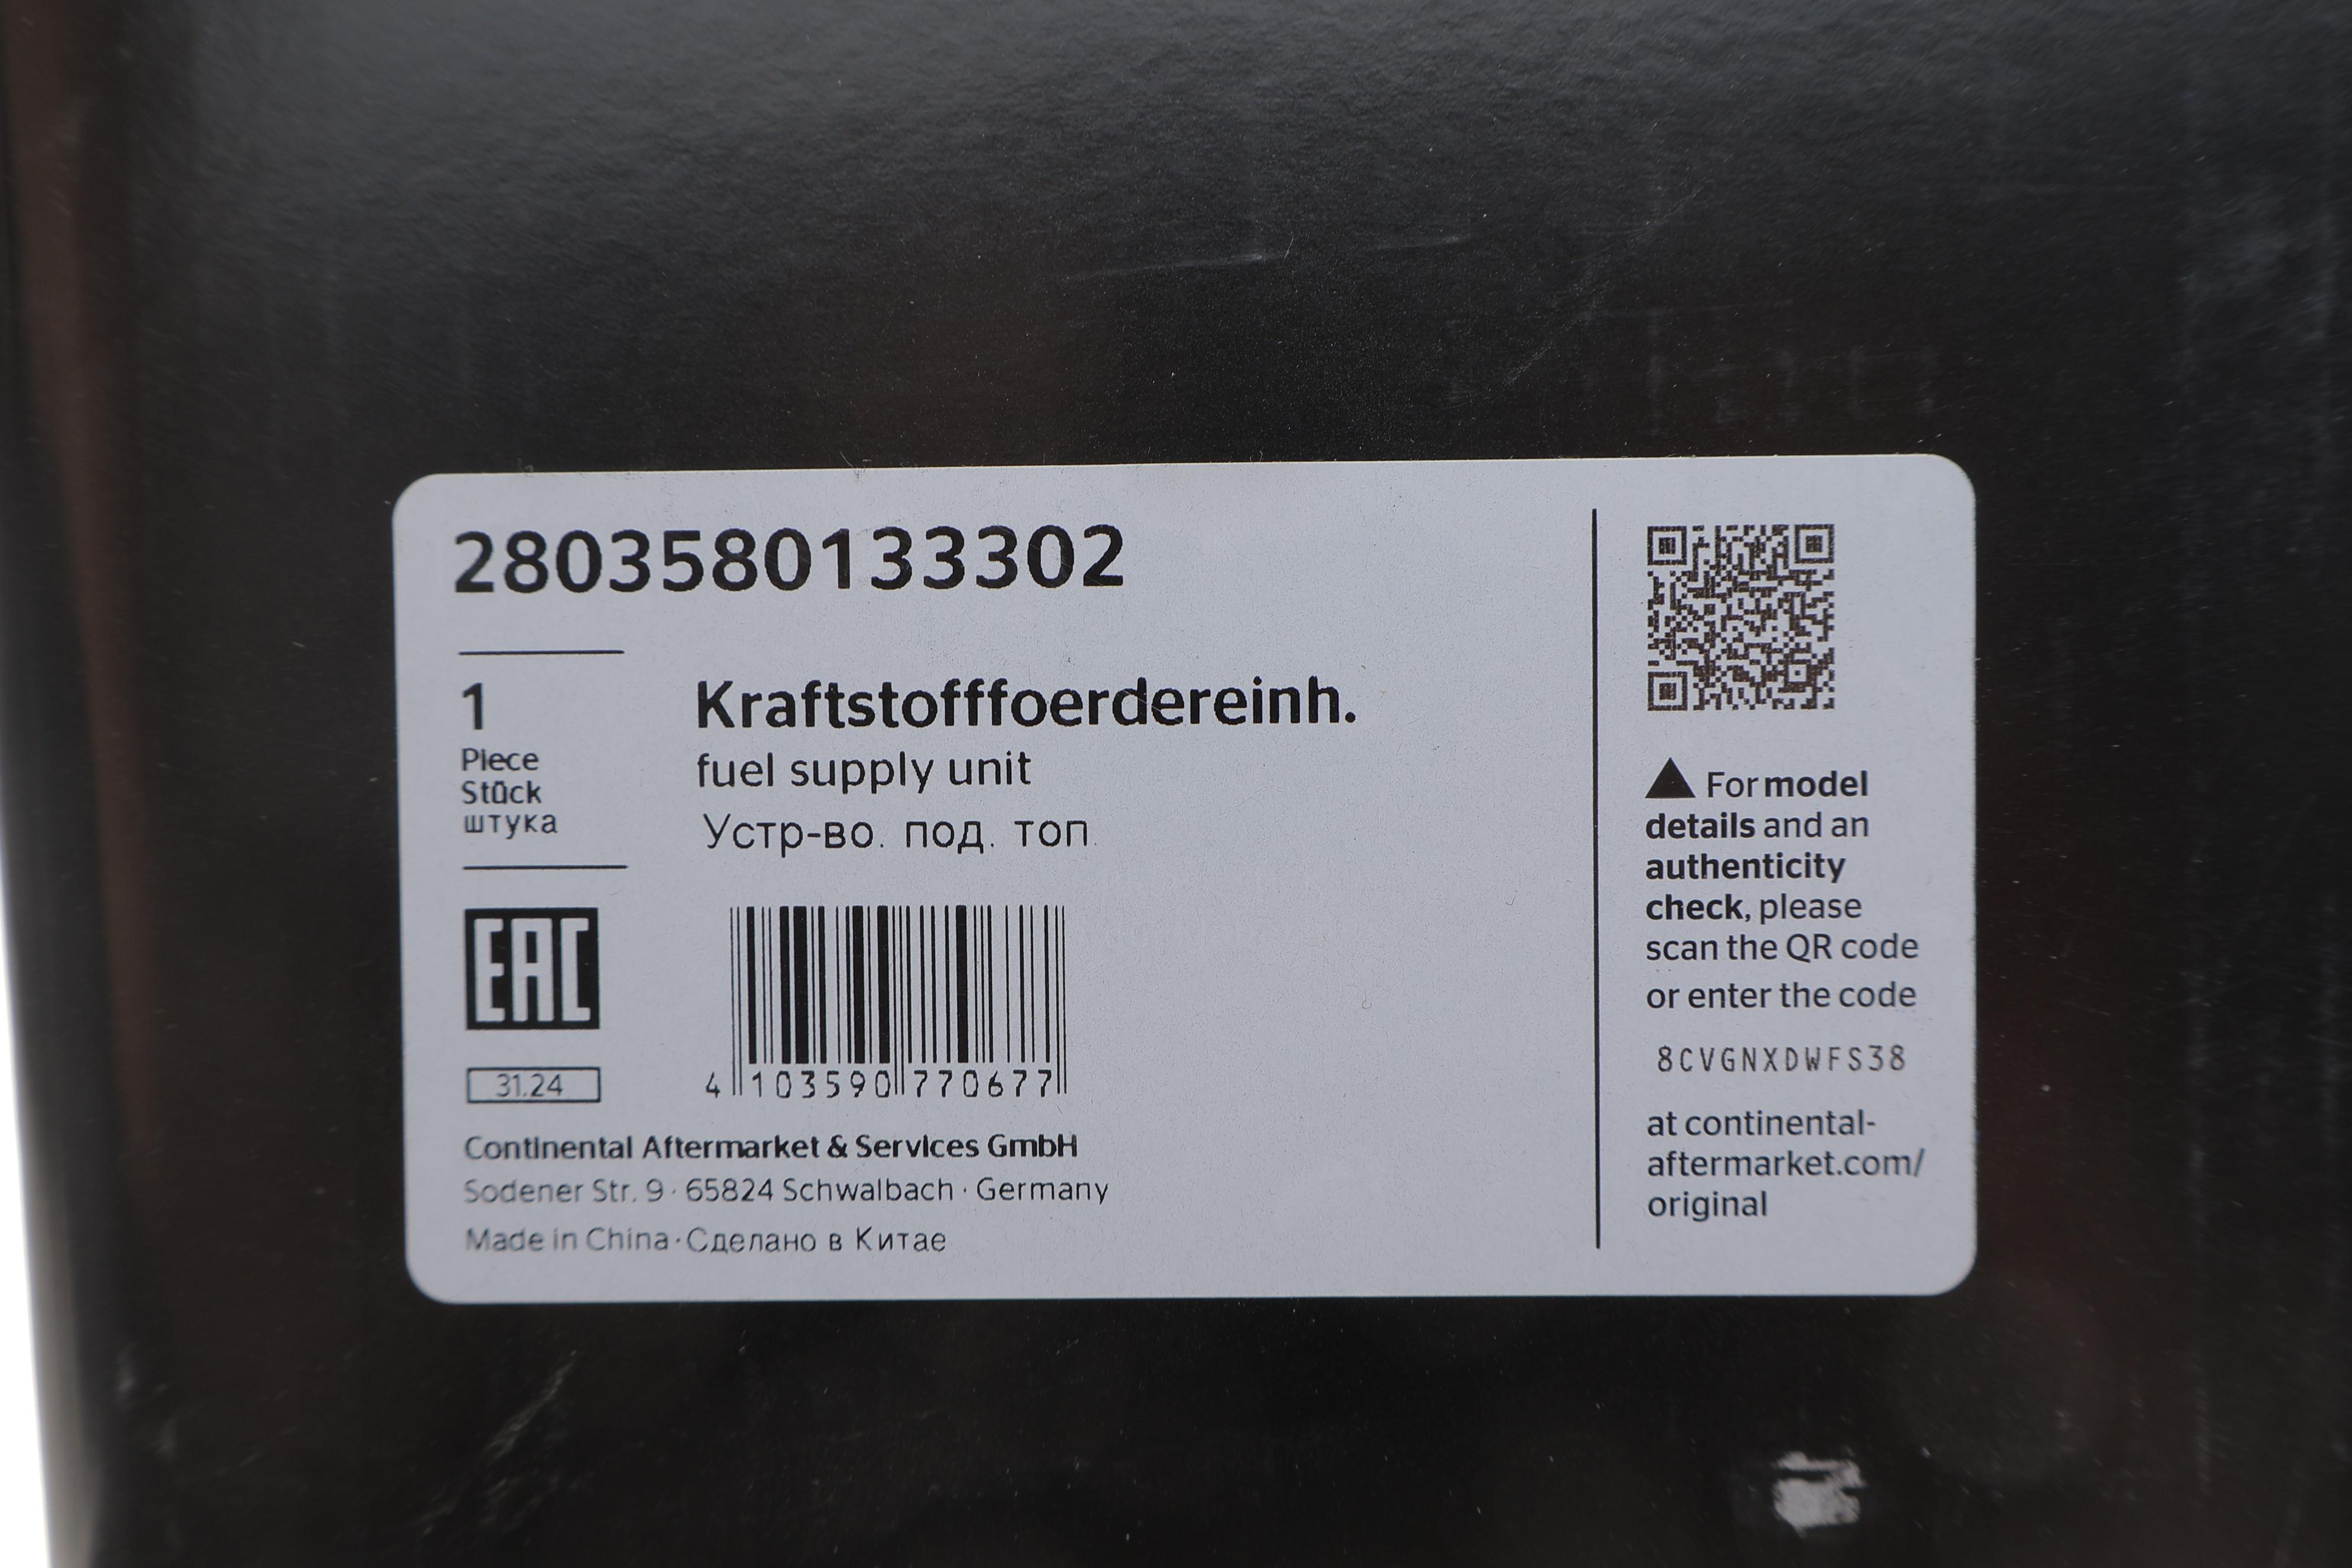 2803580133302
1
Piece
Stück
штука
Kraftstofffoerdereinh.
fuel supply unit
Устр-во. под. топ.
EAC
31.24
4 103590 770677
Continental Aftermarket & Services GmbH
Sodener Str. 9 · 65824 Schwalbach · Germany
Made in China · Сделано в Китае
For model
details and an
authenticity
check, please
scan the QR code
or enter the code
8CVGNXDWFS38
at continental-
aftermarket.com/
original